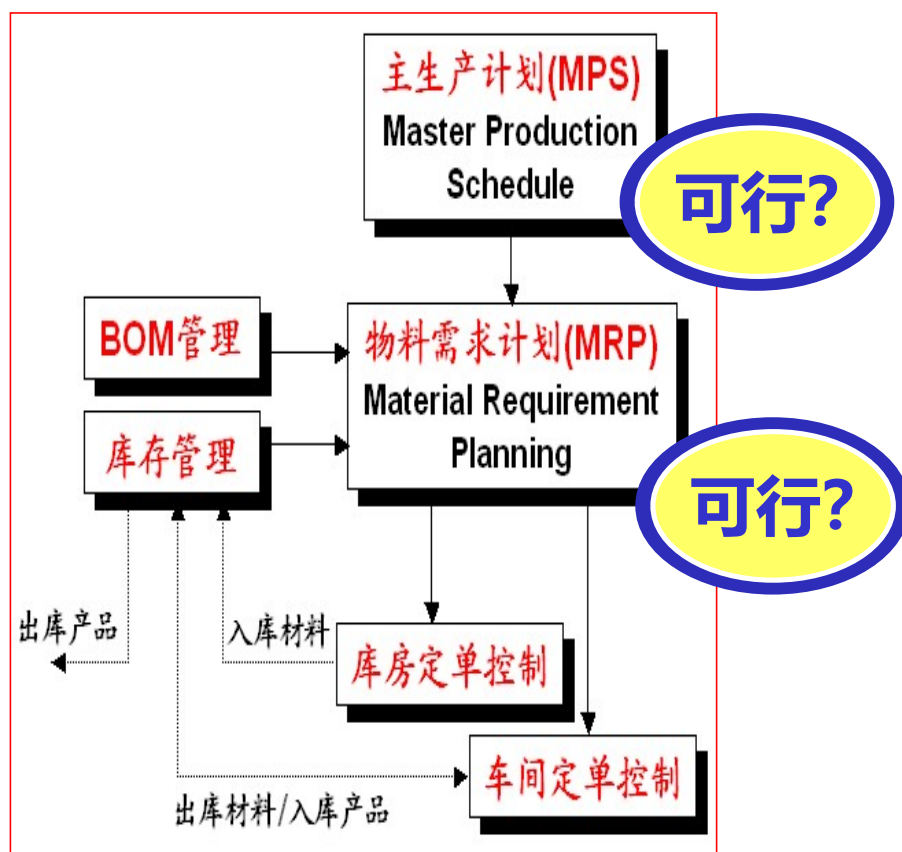 主生产计划(MPS)
Master Production
Schedule
可行?
BOM管理
物料需求计划(MRP)
Material Requirement
Planning
库存管理
可行?
出库产品
入库材料
库房定单控制
车间定单控制
出库材料/入库产品